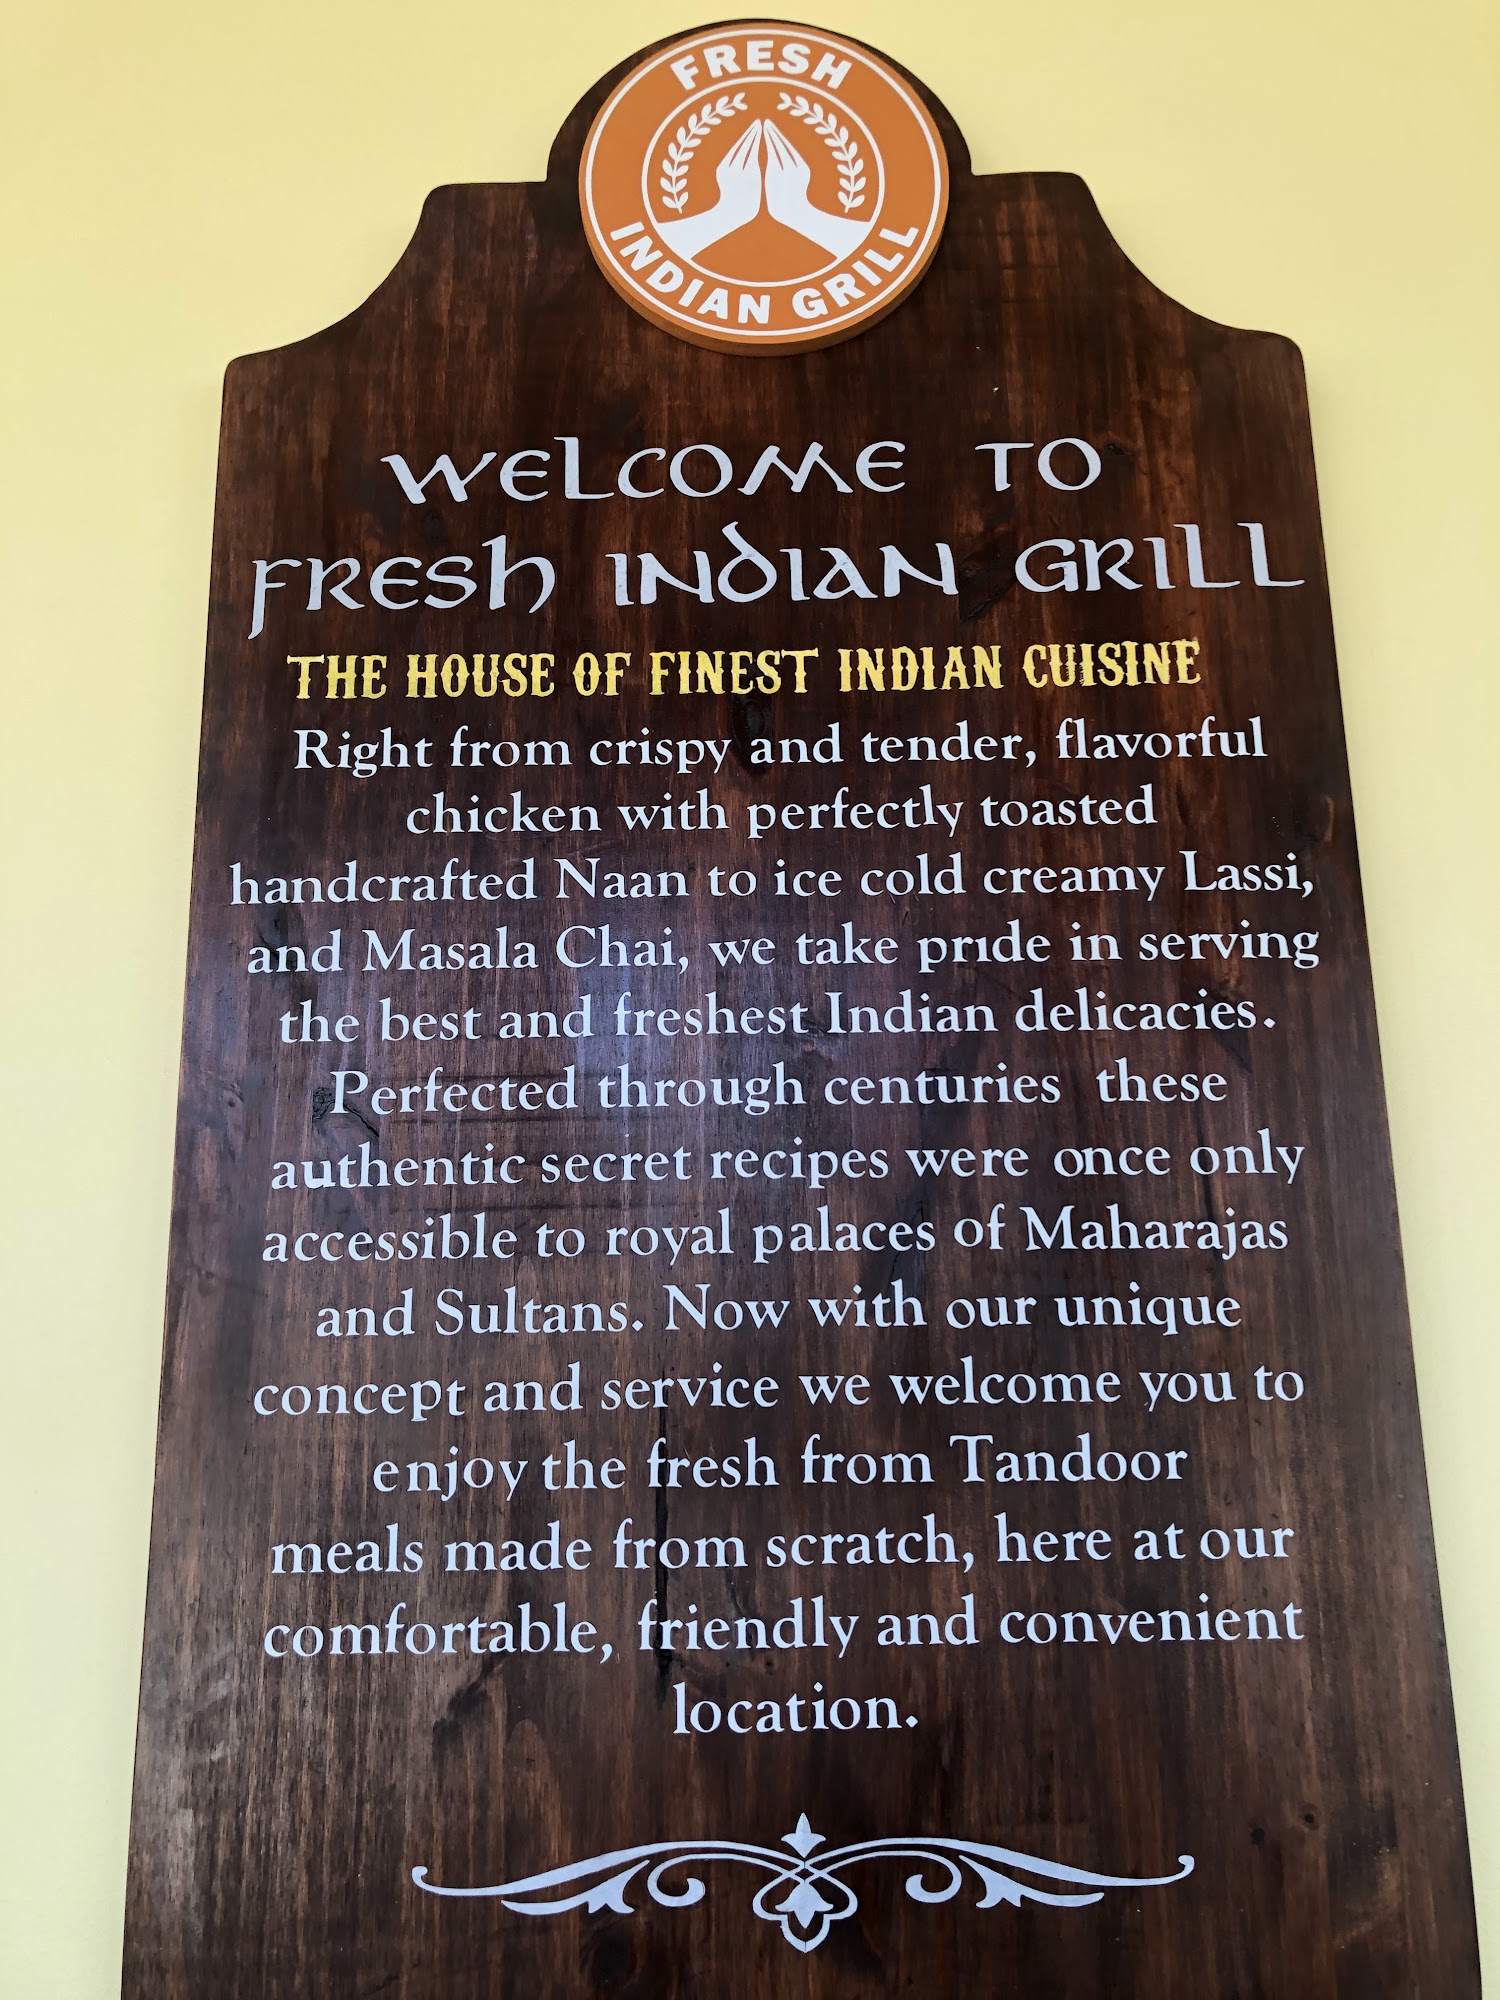 FRESH
INDIAN GRILL
WELCOME TO
FRESH INDIAN GRILL
THE HOUSE OF FINEST INDIAN CUISINE
Right from crispy and tender, flavorful
chicken with perfectly toasted
handcrafted Naan to ice cold creamy Lassi,
and Masala Chai, we take pride in serving
the best and freshest Indian delicacies.
Perfected through centuries these
authentic secret recipes were once only
accessible to royal palaces of Maharajas
and Sultans. Now with our unique
concept and service we welcome you to
enjoy the fresh from Tandoor
meals made from scratch, here at our
comfortable, friendly and convenient
location.